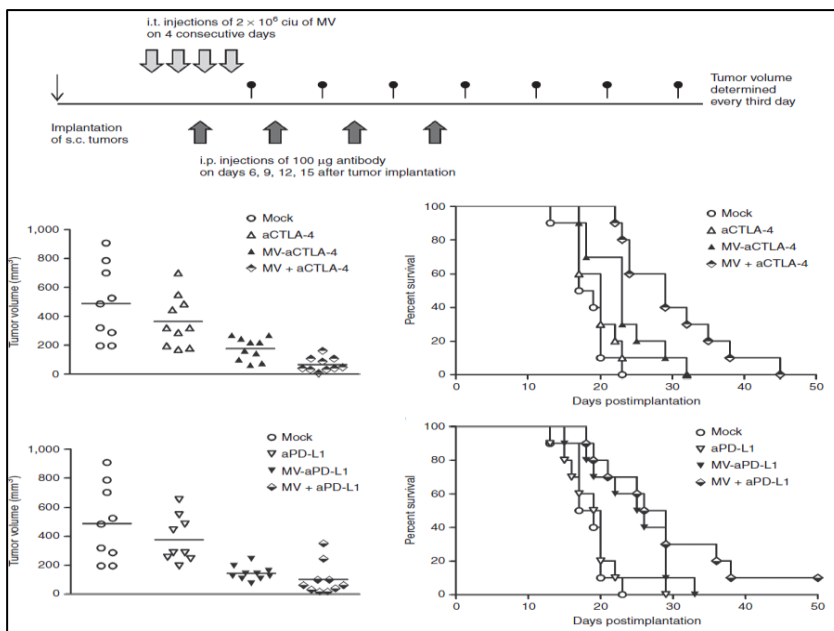 i.t. injections of 2 × 10⁶ ciu of MV
on 4 consecutive days
Tumor volume
determined
every third day
Implantation
of s.c. tumors
i.p. injections of 100 μg antibody
on days 6, 9, 12, 15 after tumor implantation
Tumor volume (mm³)
1,000
800
600
400
200
0
Mock
aCTLA-4
MV-aCTLA-4
MV + aCTLA-4
Percent survival
100
80
60
40
20
0
Mock
aCTLA-4
MV-aCTLA-4
MV + aCTLA-4
0 10 20 30 40 50
Days postimplantation
Tumor volume (mm³)
1,000
800
600
400
200
0
Mock
aPD-L1
MV-aPD-L1
MV + aPD-L1
Percent survival
100
80
60
40
20
0
Mock
aPD-L1
MV-aPD-L1
MV + aPD-L1
0 10 20 30 40 50
Days postimplantation